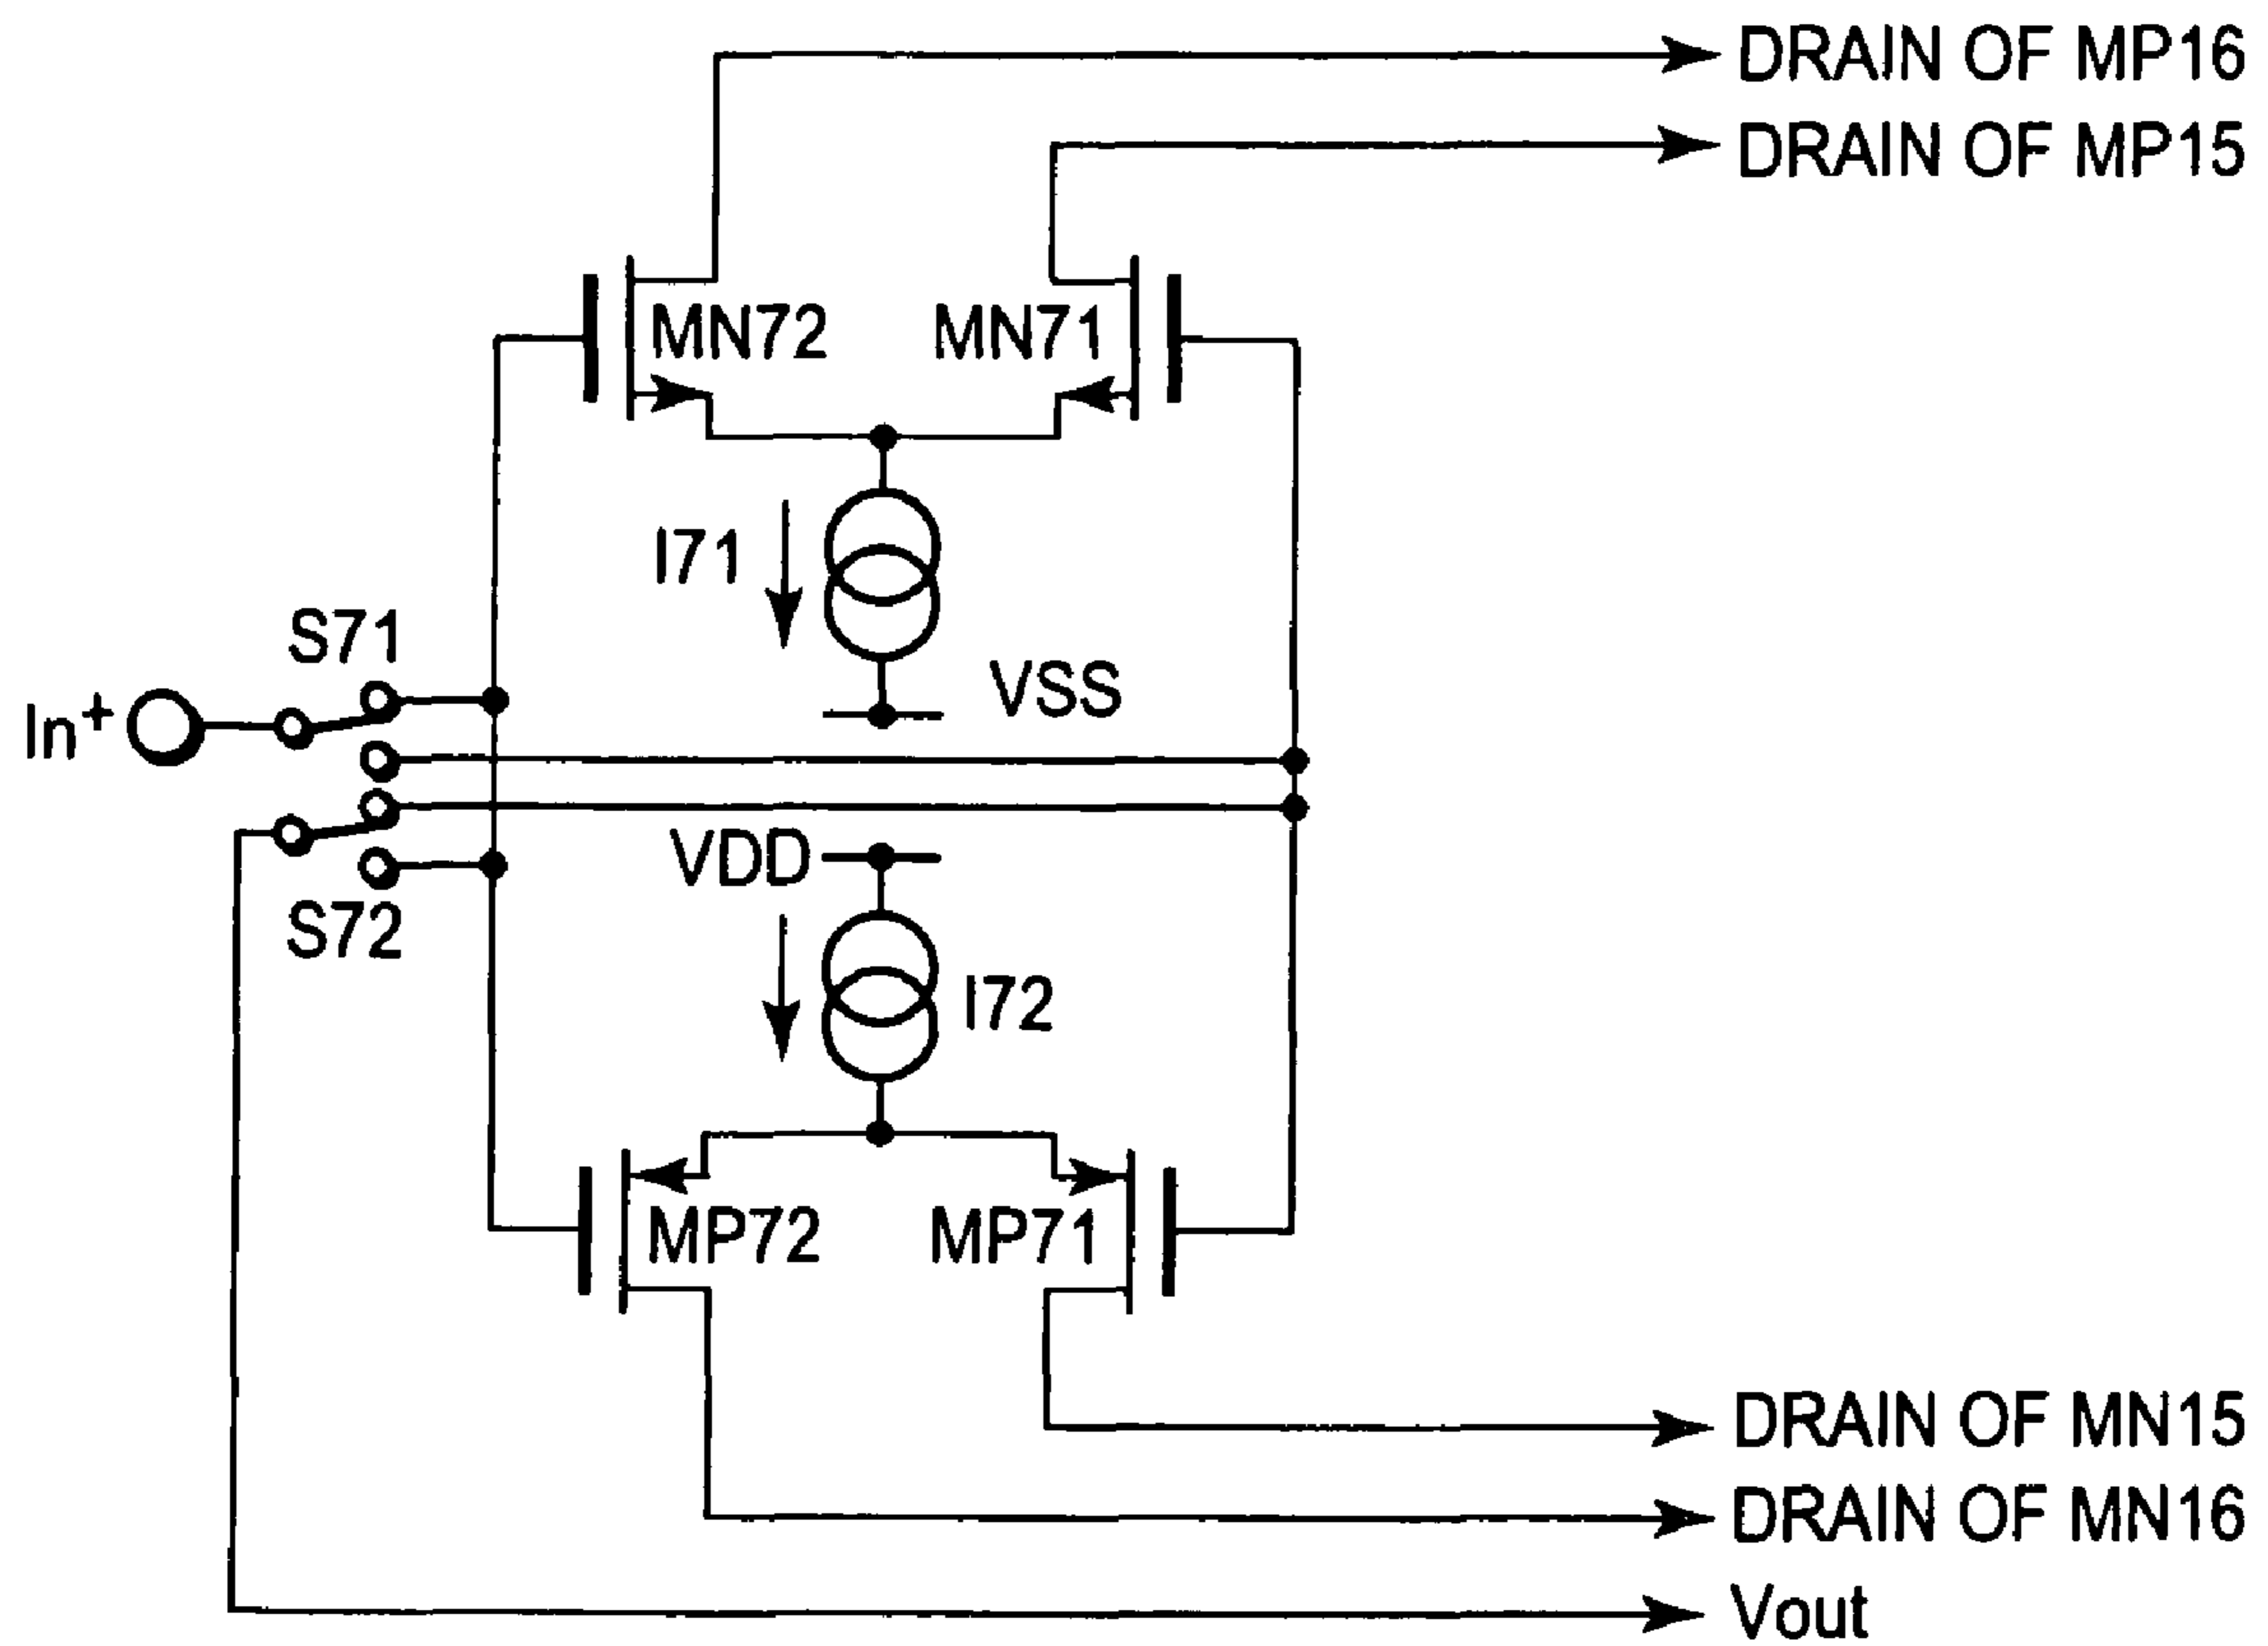 DRAIN OF MP16
DRAIN OF MP15
MN72
MN71
I71
S71
VSS
In+
VDD
S72
I72
MP72
MP71
DRAIN OF MN15
DRAIN OF MN16
Vout